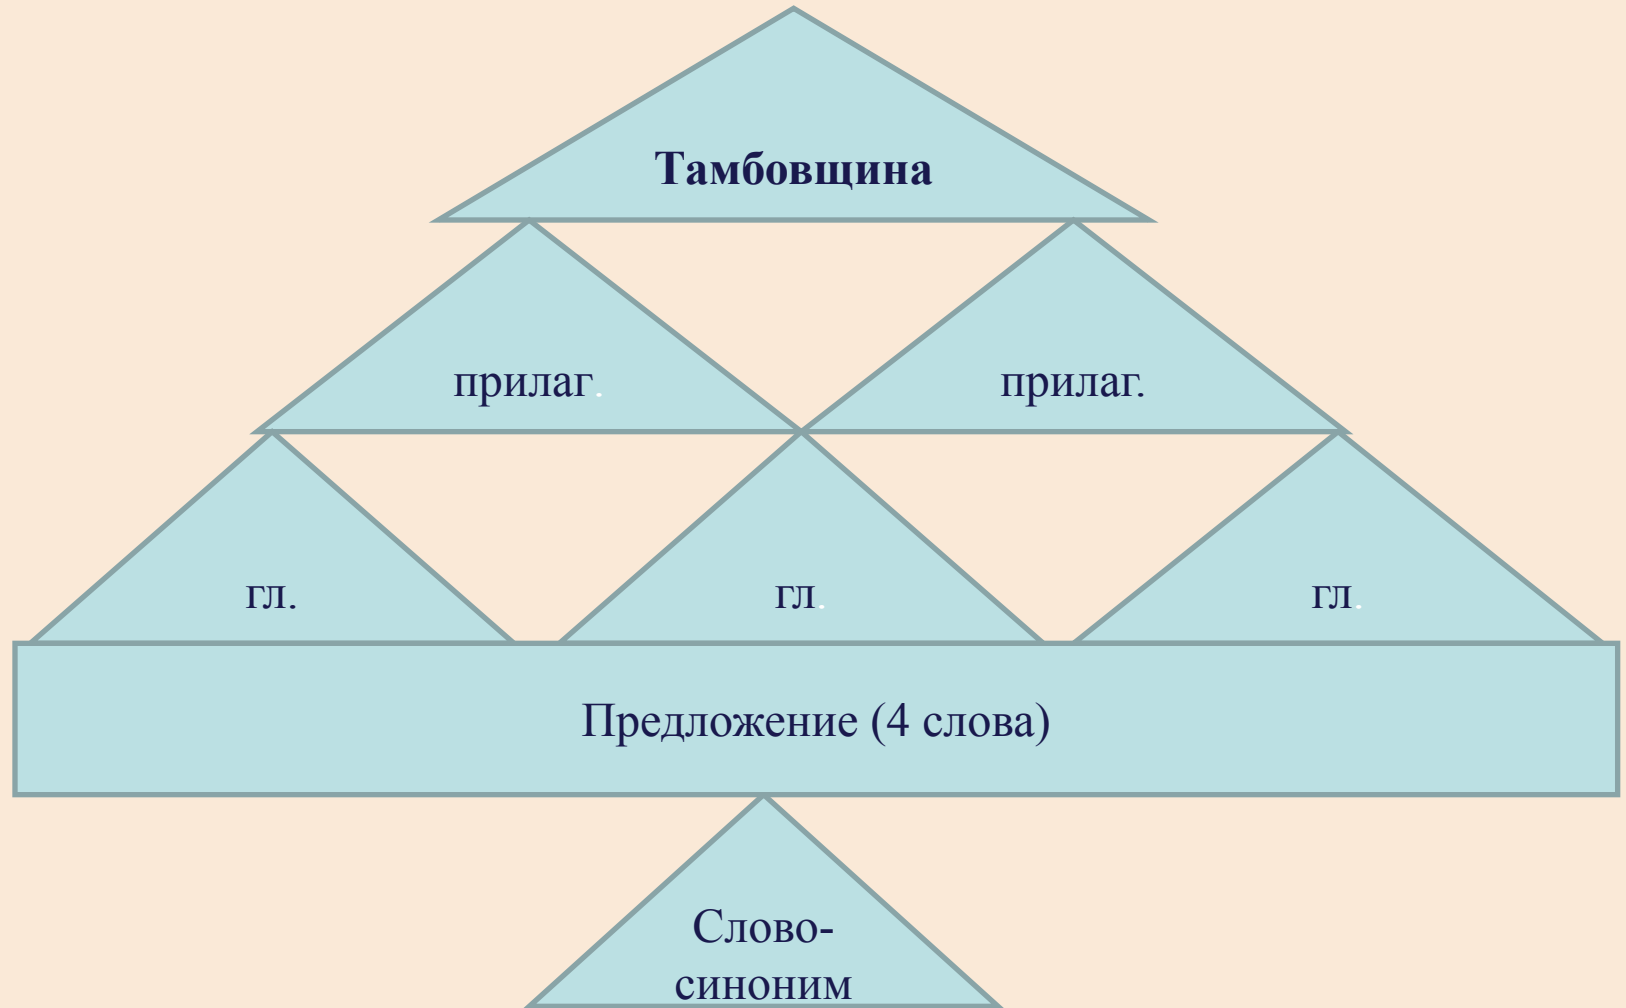 Тамбовщина
прилаг.
прилаг.
гл.
гл.
гл.
Предложение (4 слова)
Слово-
синоним